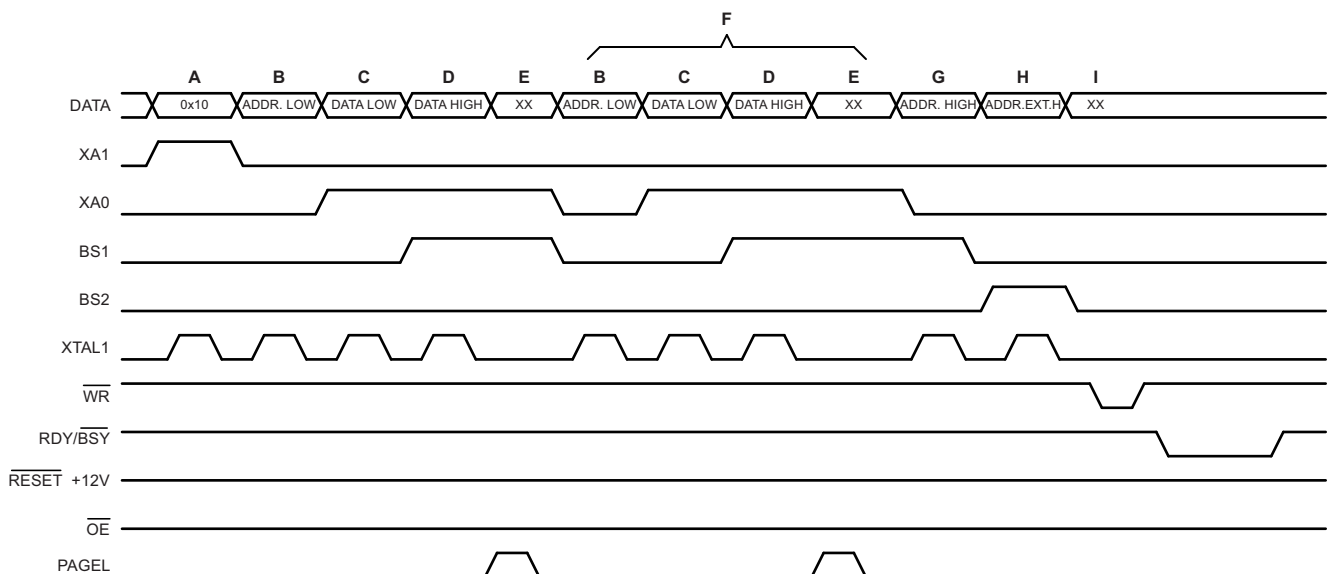 F
A B C D E B C D E G H I
DATA 0x10 ADDR. LOW DATA LOW DATA HIGH XX ADDR. LOW DATA LOW DATA HIGH XX ADDR. HIGH ADDR.EXT.H XX
XA1
XA0
BS1
BS2
XTAL1
WR
RDY/BSY
RESET +12V
OE
PAGEL